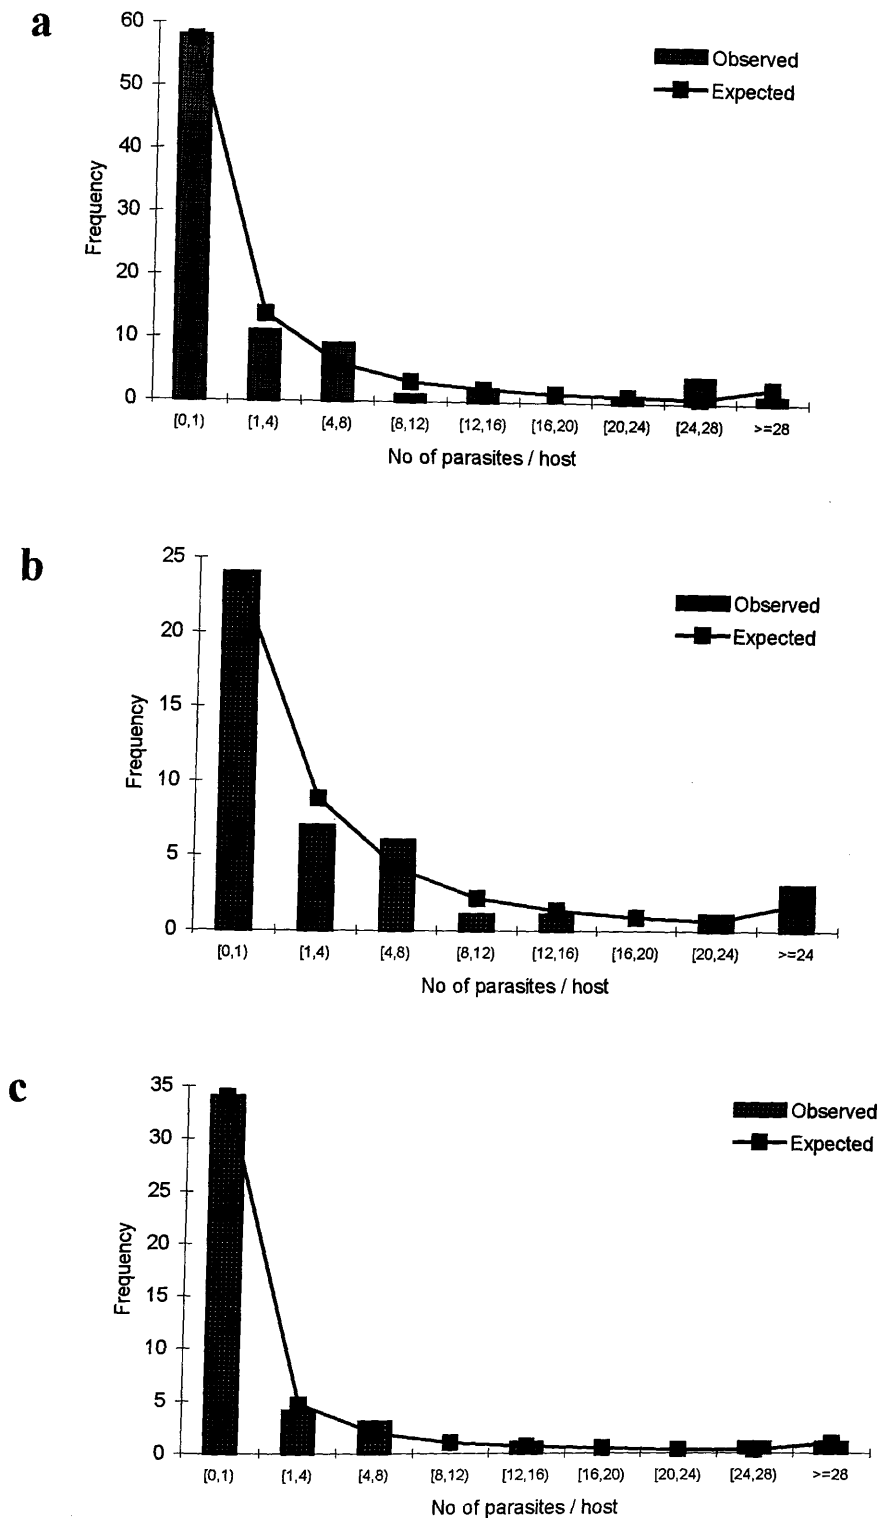 a
60
50
40
30
20
10
0
Frequency
Observed
Expected
[0,1) [1,4) [4,8) [8,12) [12,16) [16,20) [20,24) [24,28) >=28
No of parasites / host
b
25
20
15
10
5
0
Frequency
Observed
Expected
[0,1) [1,4) [4,8) [8,12) [12,16) [16,20) [20,24) >=24
No of parasites / host
c
35
30
25
20
15
10
5
0
Frequency
Observed
Expected
[0,1) [1,4) [4,8) [8,12) [12,16) [16,20) [20,24) [24,28) >=28
No of parasites / host